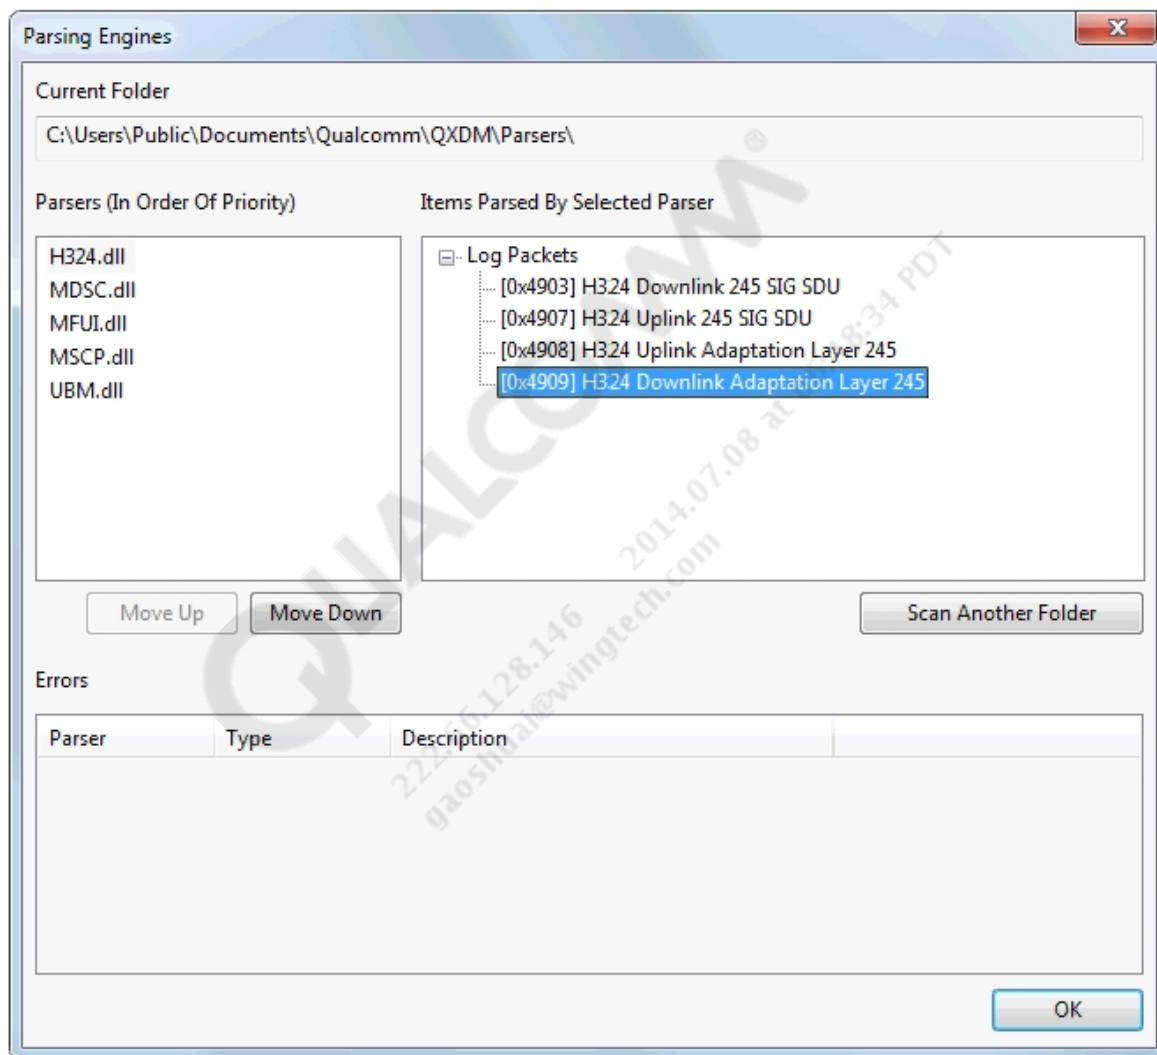 Parsing Engines
Current Folder
C:\Users\Public\Documents\Qualcomm\QXDM\Parsers\
Parsers (In Order Of Priority)
Items Parsed By Selected Parser
H324.dll
MDSC.dll
MFUI.dll
MSCP.dll
UBM.dll
Log Packets
[0x4903] H324 Downlink 245 SIG SDU
[0x4907] H324 Uplink 245 SIG SDU
[0x4908] H324 Uplink Adaptation Layer 245
[0x4909] H324 Downlink Adaptation Layer 245
Move Up
Move Down
Scan Another Folder
Errors
Parser Type Description
OK
QUALCOMM®
2014.07.08 at PDT
gaoshuai@wingtech.com